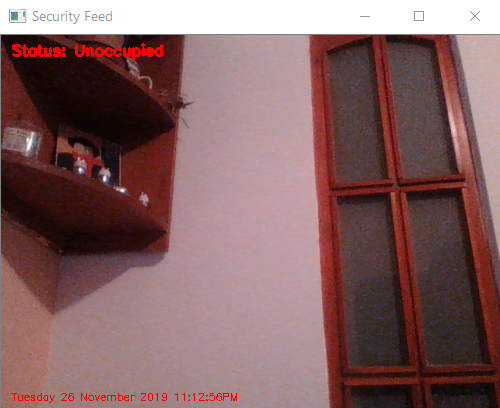 Security Feed
Status: Unoccupied
Tuesday 26 November 2019 11:12:56PM